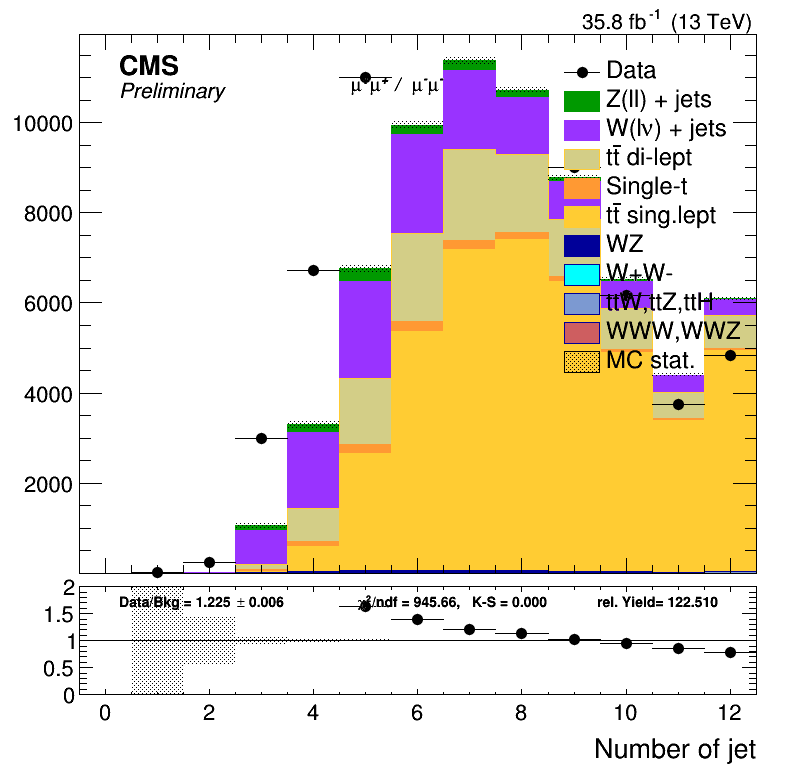 35.8 fb⁻¹ (13 TeV)
CMS
Preliminary
μ⁺μ⁺ / μ⁻μ⁻
Data
Z(ll) + jets
W(lν) + jets
tt̄ di-lept
Single-t
tt̄ sing.lept
WZ
W+W-
ttW,ttZ,ttH
WWW,WWZ
MC stat.
10000
8000
6000
4000
2000
Data/Bkg = 1.225 ± 0.006
χ²/ndf = 945.66, K-S = 0.000
rel. Yield= 122.510
2
1.5
1
0.5
0
0 2 4 6 8 10 12
Number of jet